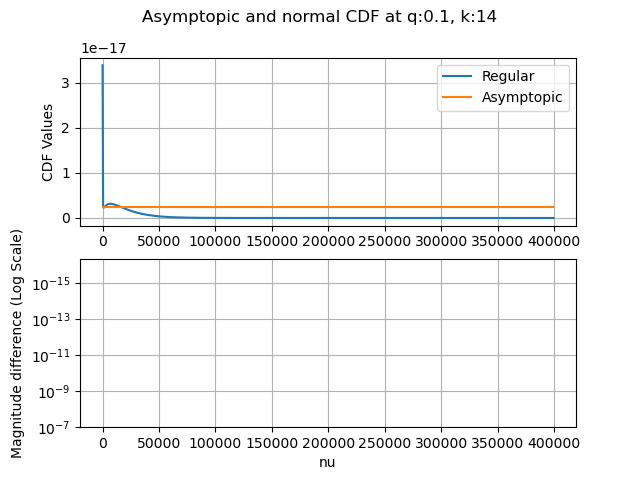 Asymptopic and normal CDF at q:0.1, k:14
1e−17
Regular
Asymptopic
CDF Values
3
2
1
0
0 50000 100000 150000 200000 250000 300000 350000 400000
Magnitude difference (Log Scale)
10⁻¹⁵
10⁻¹³
10⁻¹¹
10⁻⁹
10⁻⁷
0 50000 100000 150000 200000 250000 300000 350000 400000
nu